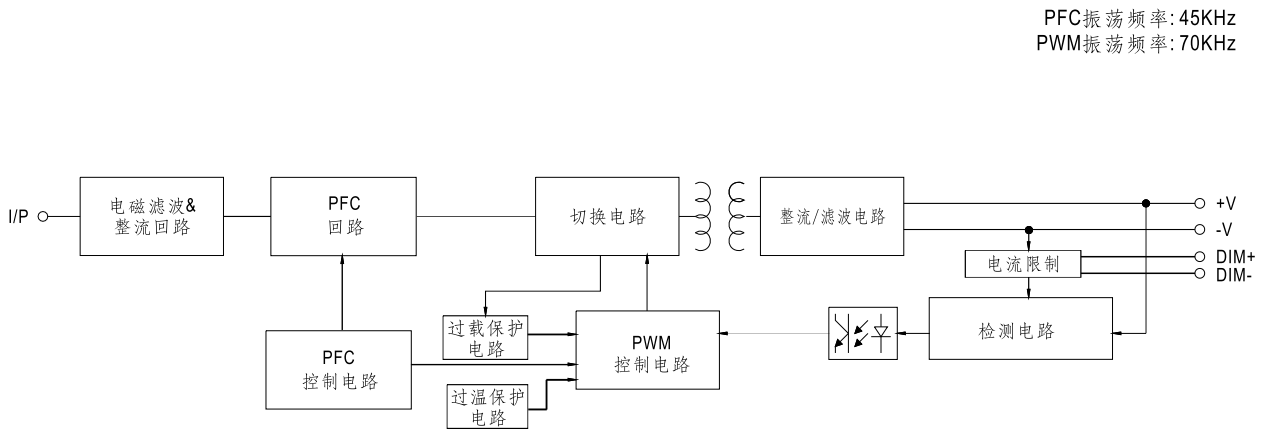 PFC振荡频率: 45KHz
PWM振荡频率: 70KHz
I/P
电磁滤波&
整流回路
PFC
回路
切换电路
整流/滤波电路
+V
-V
电流限制
DIM+
DIM-
过载保护
电路
PWM
控制电路
检测电路
PFC
控制电路
过温保护
电路